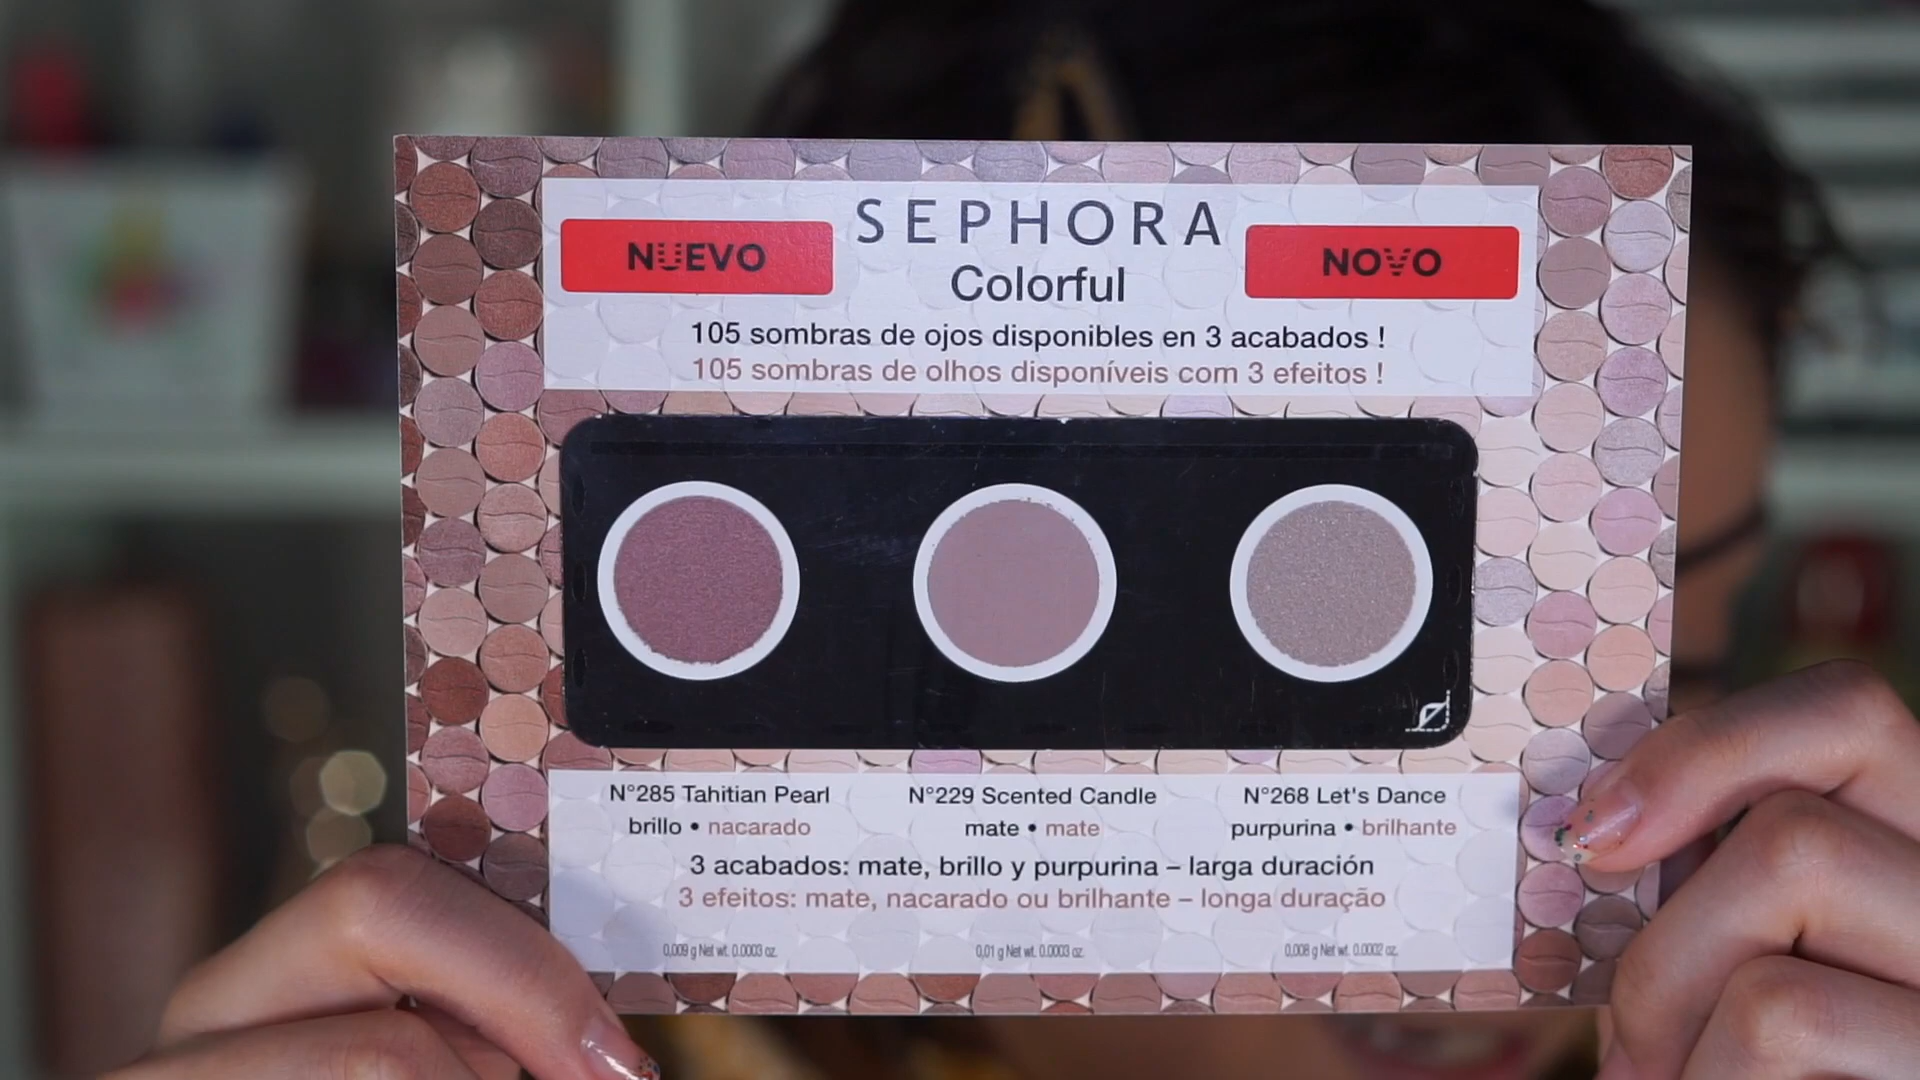 NUEVO
SEPHORA
NOVO
Colorful
105 sombras de ojos disponibles en 3 acabados !
105 sombras de olhos disponíveis com 3 efeitos !
N°285 Tahitian Pearl
brillo • nacarado
N°229 Scented Candle
mate • mate
N°268 Let's Dance
purpurina • brilhante
3 acabados: mate, brillo y purpurina – larga duración
3 efeitos: mate, nacarado ou brilhante – longa duração
0,009 g Net wt. 0.0003 oz.
0,01 g Net wt. 0.0003 oz.
0,008 g Net wt. 0.0002 oz.